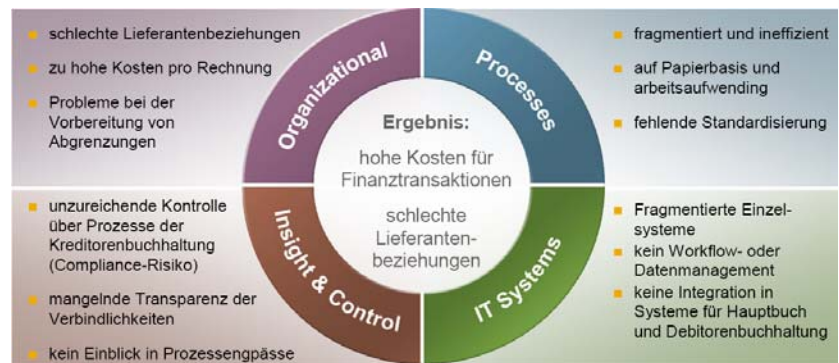 schlechte Lieferantenbeziehungen
zu hohe Kosten pro Rechnung
Probleme bei der
Vorbereitung von
Abgrenzungen
Organizational
Processes
fragmentiert und ineffizient
auf Papierbasis und
arbeitsaufwending
fehlende Standardisierung
Ergebnis:
hohe Kosten für
Finanztransaktionen
schlechte
Lieferanten-
beziehungen
unzureichende Kontrolle
über Prozesse der
Kreditorenbuchhaltung
(Compliance-Risiko)
mangelnde Transparenz der
Verbindlichkeiten
kein Einblick in Prozessengpässe
Insight & Control
IT Systems
Fragmentierte Einzel-
systeme
kein Workflow- oder
Datenmanagement
keine Integration in
Systeme für Hauptbuch
und Debitorenbuchhaltung